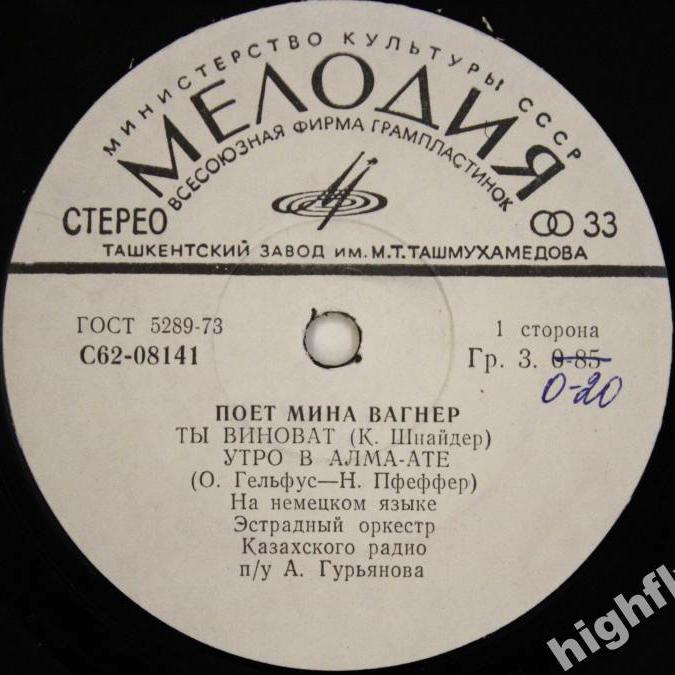 МИНИСТЕРСТВО КУЛЬТУРЫ СССР
МЕЛОДИЯ
ВСЕСОЮЗНАЯ ФИРМА ГРАМПЛАСТИНОК
СТЕРЕО
33
ТАШКЕНТСКИЙ ЗАВОД ИМ. М.Т. ТАШМУХАМЕДОВА
ГОСТ 5289-73
С62-08141
1 сторона
Гр. 3. 0-85
0-20
ПОЕТ МИНА ВАГНЕР
ТЫ ВИНОВАТ (К. Шнайдер)
УТРО В АЛМА-АТЕ
(О. Гельфус—Н. Пфеффер)
На немецком языке
Эстрадный оркестр
Казахского радио
п/у А. Гурьянова
highfl